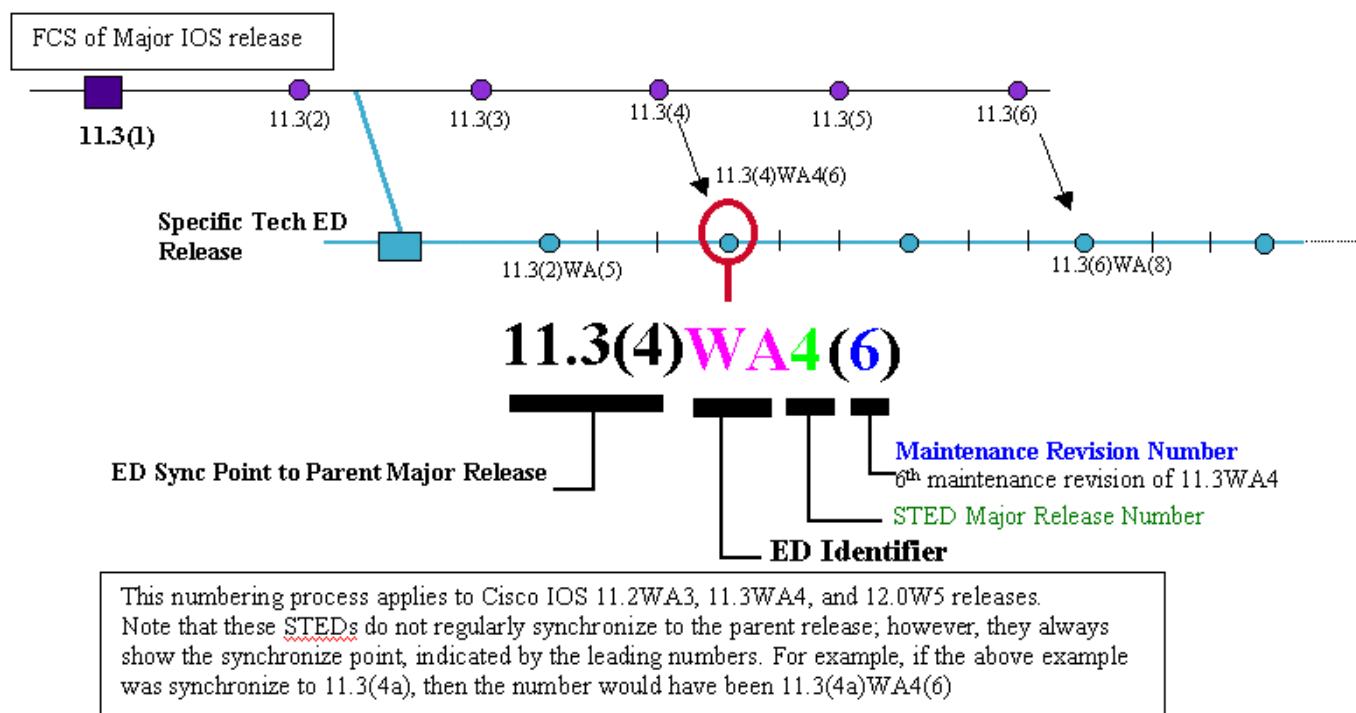 FCS of Major IOS release
11.3(1)
11.3(2)
11.3(3)
11.3(4)
11.3(5)
11.3(6)
11.3(4)WA4(6)
Specific Tech ED
Release
11.3(2)WA(5)
11.3(6)WA(8)
11.3(4)WA4(6)
ED Sync Point to Parent Major Release
Maintenance Revision Number
6th maintenance revision of 11.3WA4
STED Major Release Number
ED Identifier
This numbering process applies to Cisco IOS 11.2WA3, 11.3WA4, and 12.0W5 releases.
Note that these STEDs do not regularly synchronize to the parent release; however, they always
show the synchronize point, indicated by the leading numbers. For example, if the above example
was synchronize to 11.3(4a), then the number would have been 11.3(4a)WA4(6)